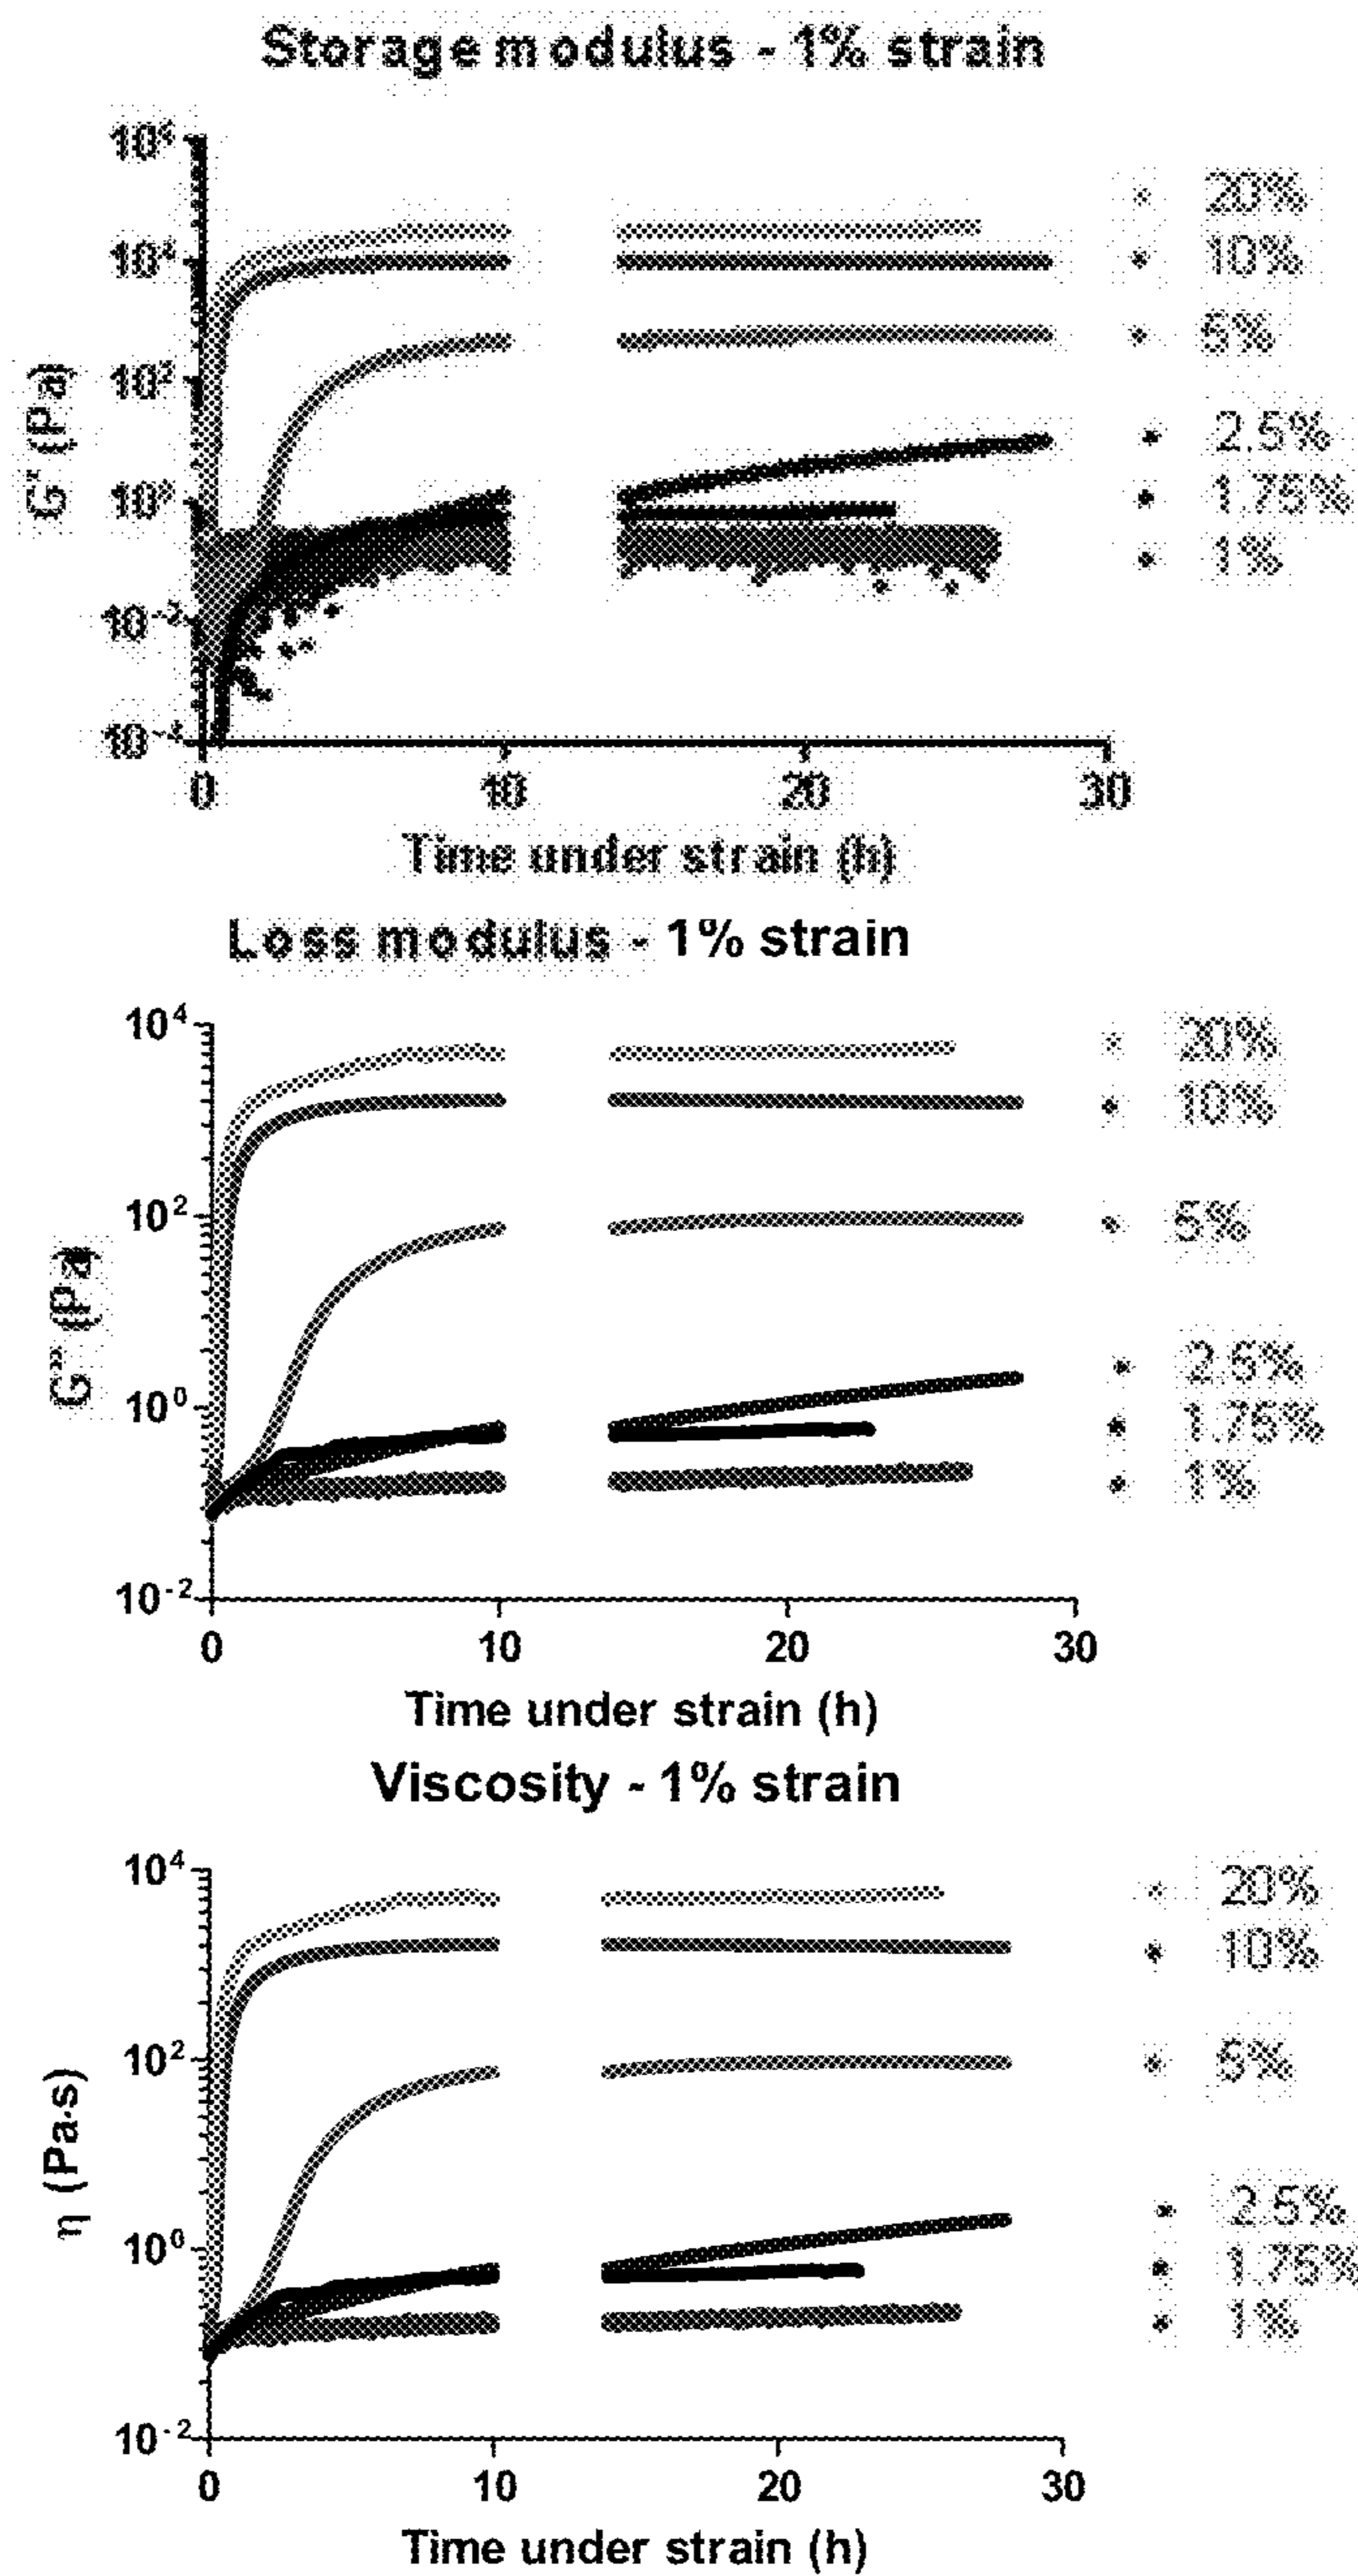 Storage modulus - 1% strain
10⁴
10²
10⁰
10⁻²
10⁻⁴
G' (Pa)
0 10 20 30
Time under strain (h)
20%
10%
5%
2.5%
1.75%
1%
Loss modulus - 1% strain
10⁴
10²
10⁰
10⁻²
G'' (Pa)
0 10 20 30
Time under strain (h)
20%
10%
5%
2.5%
1.75%
1%
Viscosity - 1% strain
10⁴
10²
10⁰
10⁻²
η (Pa·s)
0 10 20 30
Time under strain (h)
20%
10%
5%
2.5%
1.75%
1%